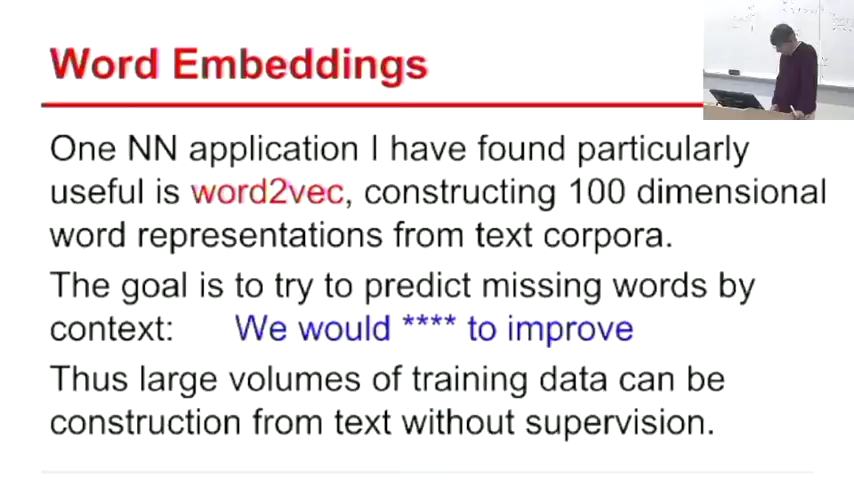 Word Embeddings
One NN application I have found particularly
useful is word2vec, constructing 100 dimensional
word representations from text corpora.
The goal is to try to predict missing words by
context: We would **** to improve
Thus large volumes of training data can be
construction from text without supervision.